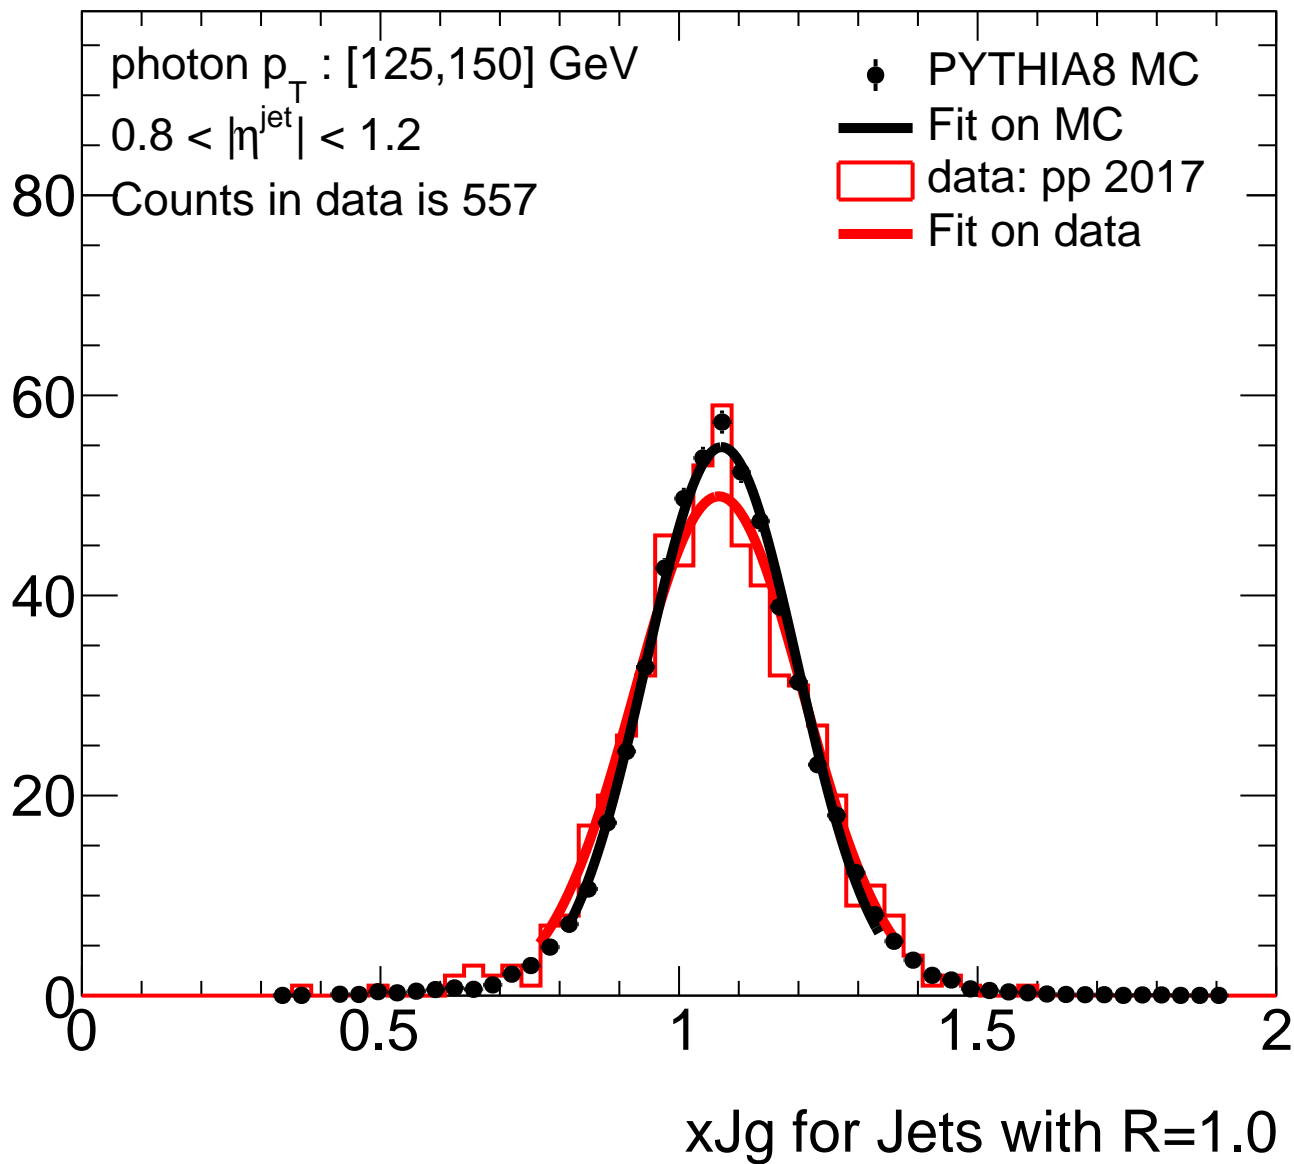 photon p_T : [125,150] GeV
0.8 < |η^jet| < 1.2
Counts in data is 557
PYTHIA8 MC
Fit on MC
data: pp 2017
Fit on data
80
60
40
20
0
0 0.5 1 1.5 2
xJg for Jets with R=1.0